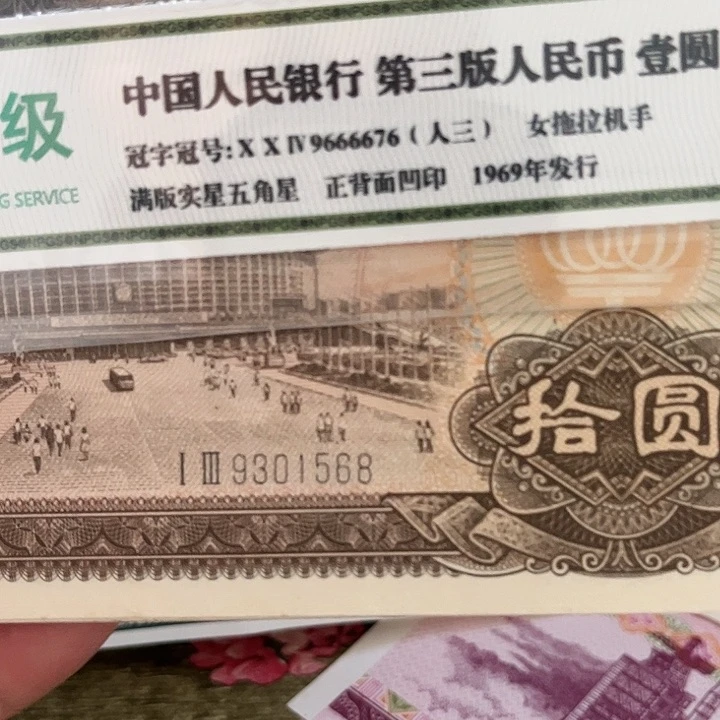 中国人民银行 第三版人民币 壹圆
级
冠字冠号:X X Ⅳ 9666676（人三） 女拖拉机手
G SERVICE
满版实星五角星 正背面凹印 1969年发行
拾圆
Ⅰ Ⅲ 9301568